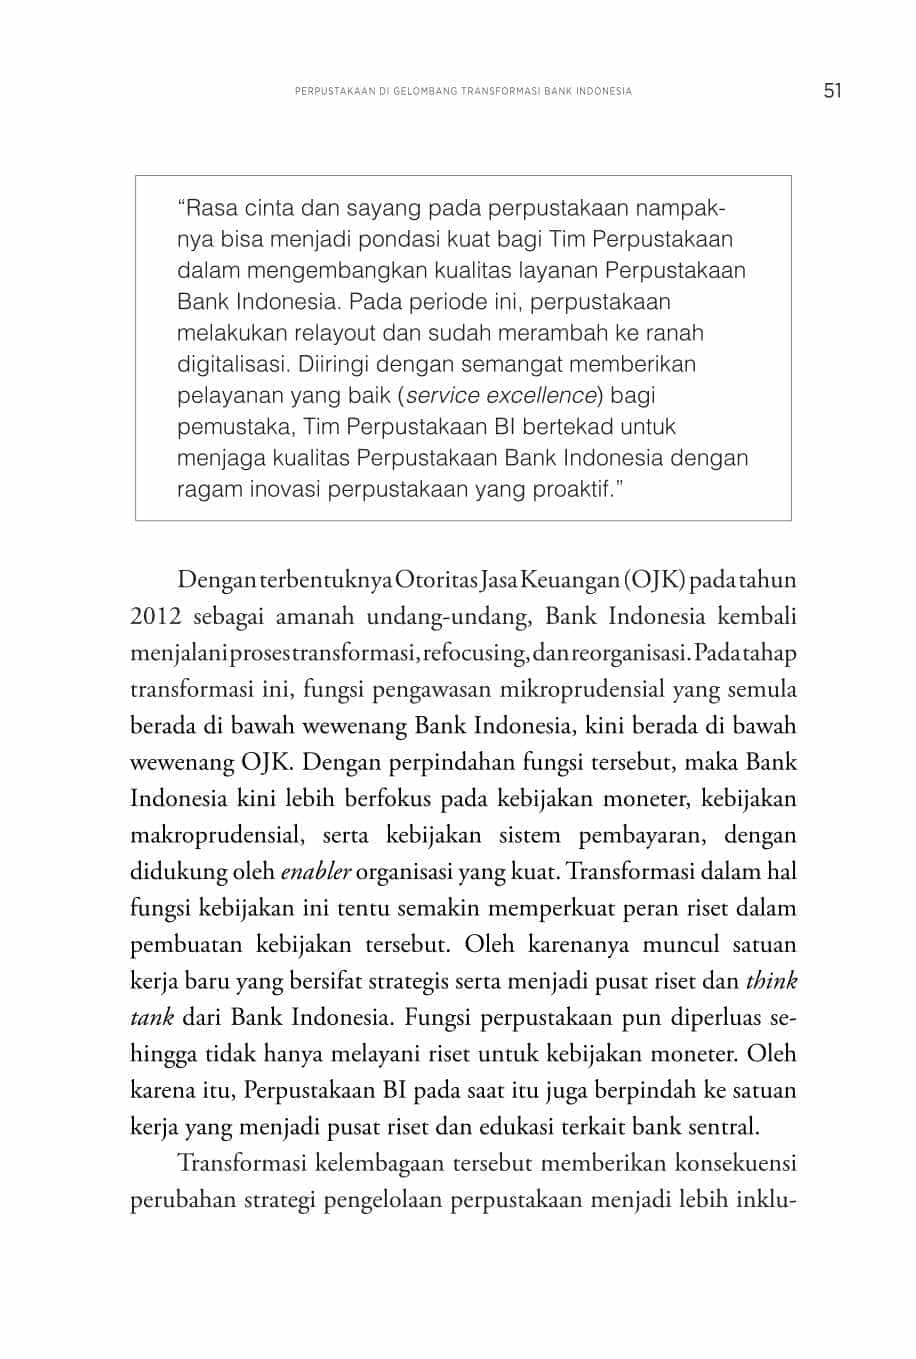 PERPUSTAKAAN DI GELOMBANG TRANSFORMASI BANK INDONESIA
51
“Rasa cinta dan sayang pada perpustakaan nampak-
nya bisa menjadi pondasi kuat bagi Tim Perpustakaan
dalam mengembangkan kualitas layanan Perpustakaan
Bank Indonesia. Pada periode ini, perpustakaan
melakukan relayout dan sudah merambah ke ranah
digitalisasi. Diiringi dengan semangat memberikan
pelayanan yang baik (service excellence) bagi
pemustaka, Tim Perpustakaan BI bertekad untuk
menjaga kualitas Perpustakaan Bank Indonesia dengan
ragam inovasi perpustakaan yang proaktif.”
Dengan terbentuknya Otoritas Jasa Keuangan (OJK) pada tahun
2012 sebagai amanah undang-undang, Bank Indonesia kembali
menjalani proses transformasi, refocusing, dan reorganisasi. Pada tahap
transformasi ini, fungsi pengawasan mikroprudensial yang semula
berada di bawah wewenang Bank Indonesia, kini berada di bawah
wewenang OJK. Dengan perpindahan fungsi tersebut, maka Bank
Indonesia kini lebih berfokus pada kebijakan moneter, kebijakan
makroprudensial, serta kebijakan sistem pembayaran, dengan
didukung oleh enabler organisasi yang kuat. Transformasi dalam hal
fungsi kebijakan ini tentu semakin memperkuat peran riset dalam
pembuatan kebijakan tersebut. Oleh karenanya muncul satuan
kerja baru yang bersifat strategis serta menjadi pusat riset dan think
tank dari Bank Indonesia. Fungsi perpustakaan pun diperluas se-
hingga tidak hanya melayani riset untuk kebijakan moneter. Oleh
karena itu, Perpustakaan BI pada saat itu juga berpindah ke satuan
kerja yang menjadi pusat riset dan edukasi terkait bank sentral.
Transformasi kelembagaan tersebut memberikan konsekuensi
perubahan strategi pengelolaan perpustakaan menjadi lebih inklu-